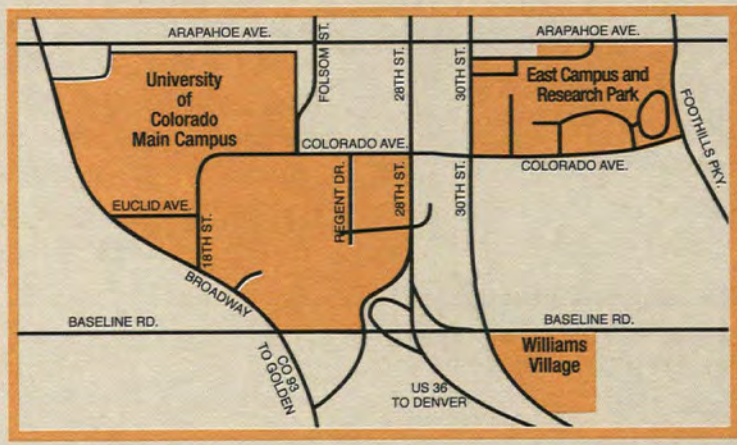 ARAPAHOE AVE.
ARAPAHOE AVE.
FOLSOM ST.
28TH ST.
30TH ST.
University
of
Colorado
Main Campus
East Campus and
Research Park
FOOTHILLS PKY.
COLORADO AVE.
COLORADO AVE.
EUCLID AVE.
18TH ST.
REGENT DR.
28TH ST.
30TH ST.
BROADWAY
BASELINE RD.
BASELINE RD.
CO 93
TO GOLDEN
US 36
TO DENVER
Williams
Village